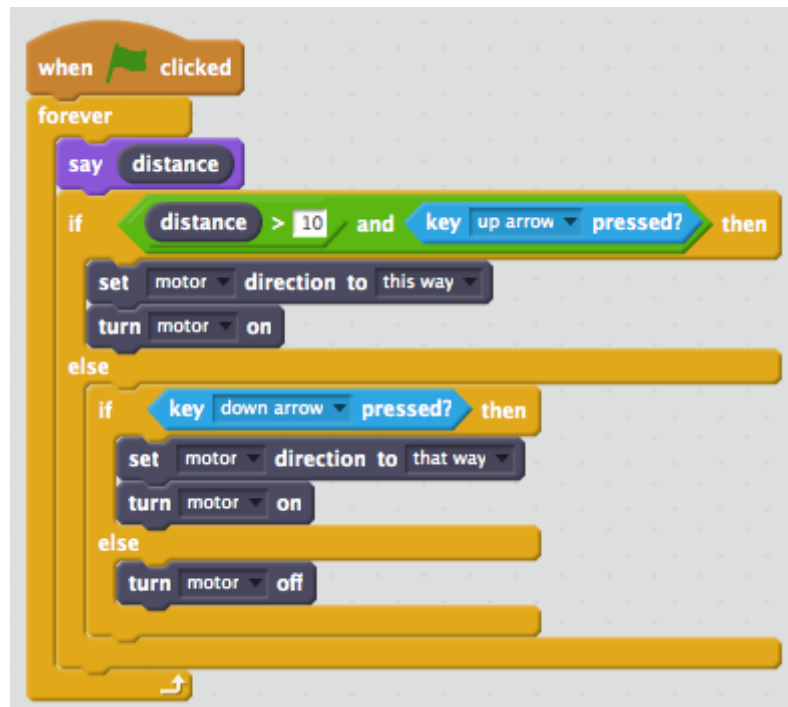 when clicked
forever
say distance
if distance > 10 and key up arrow pressed? then
set motor direction to this way
turn motor on
else
if key down arrow pressed? then
set motor direction to that way
turn motor on
else
turn motor off